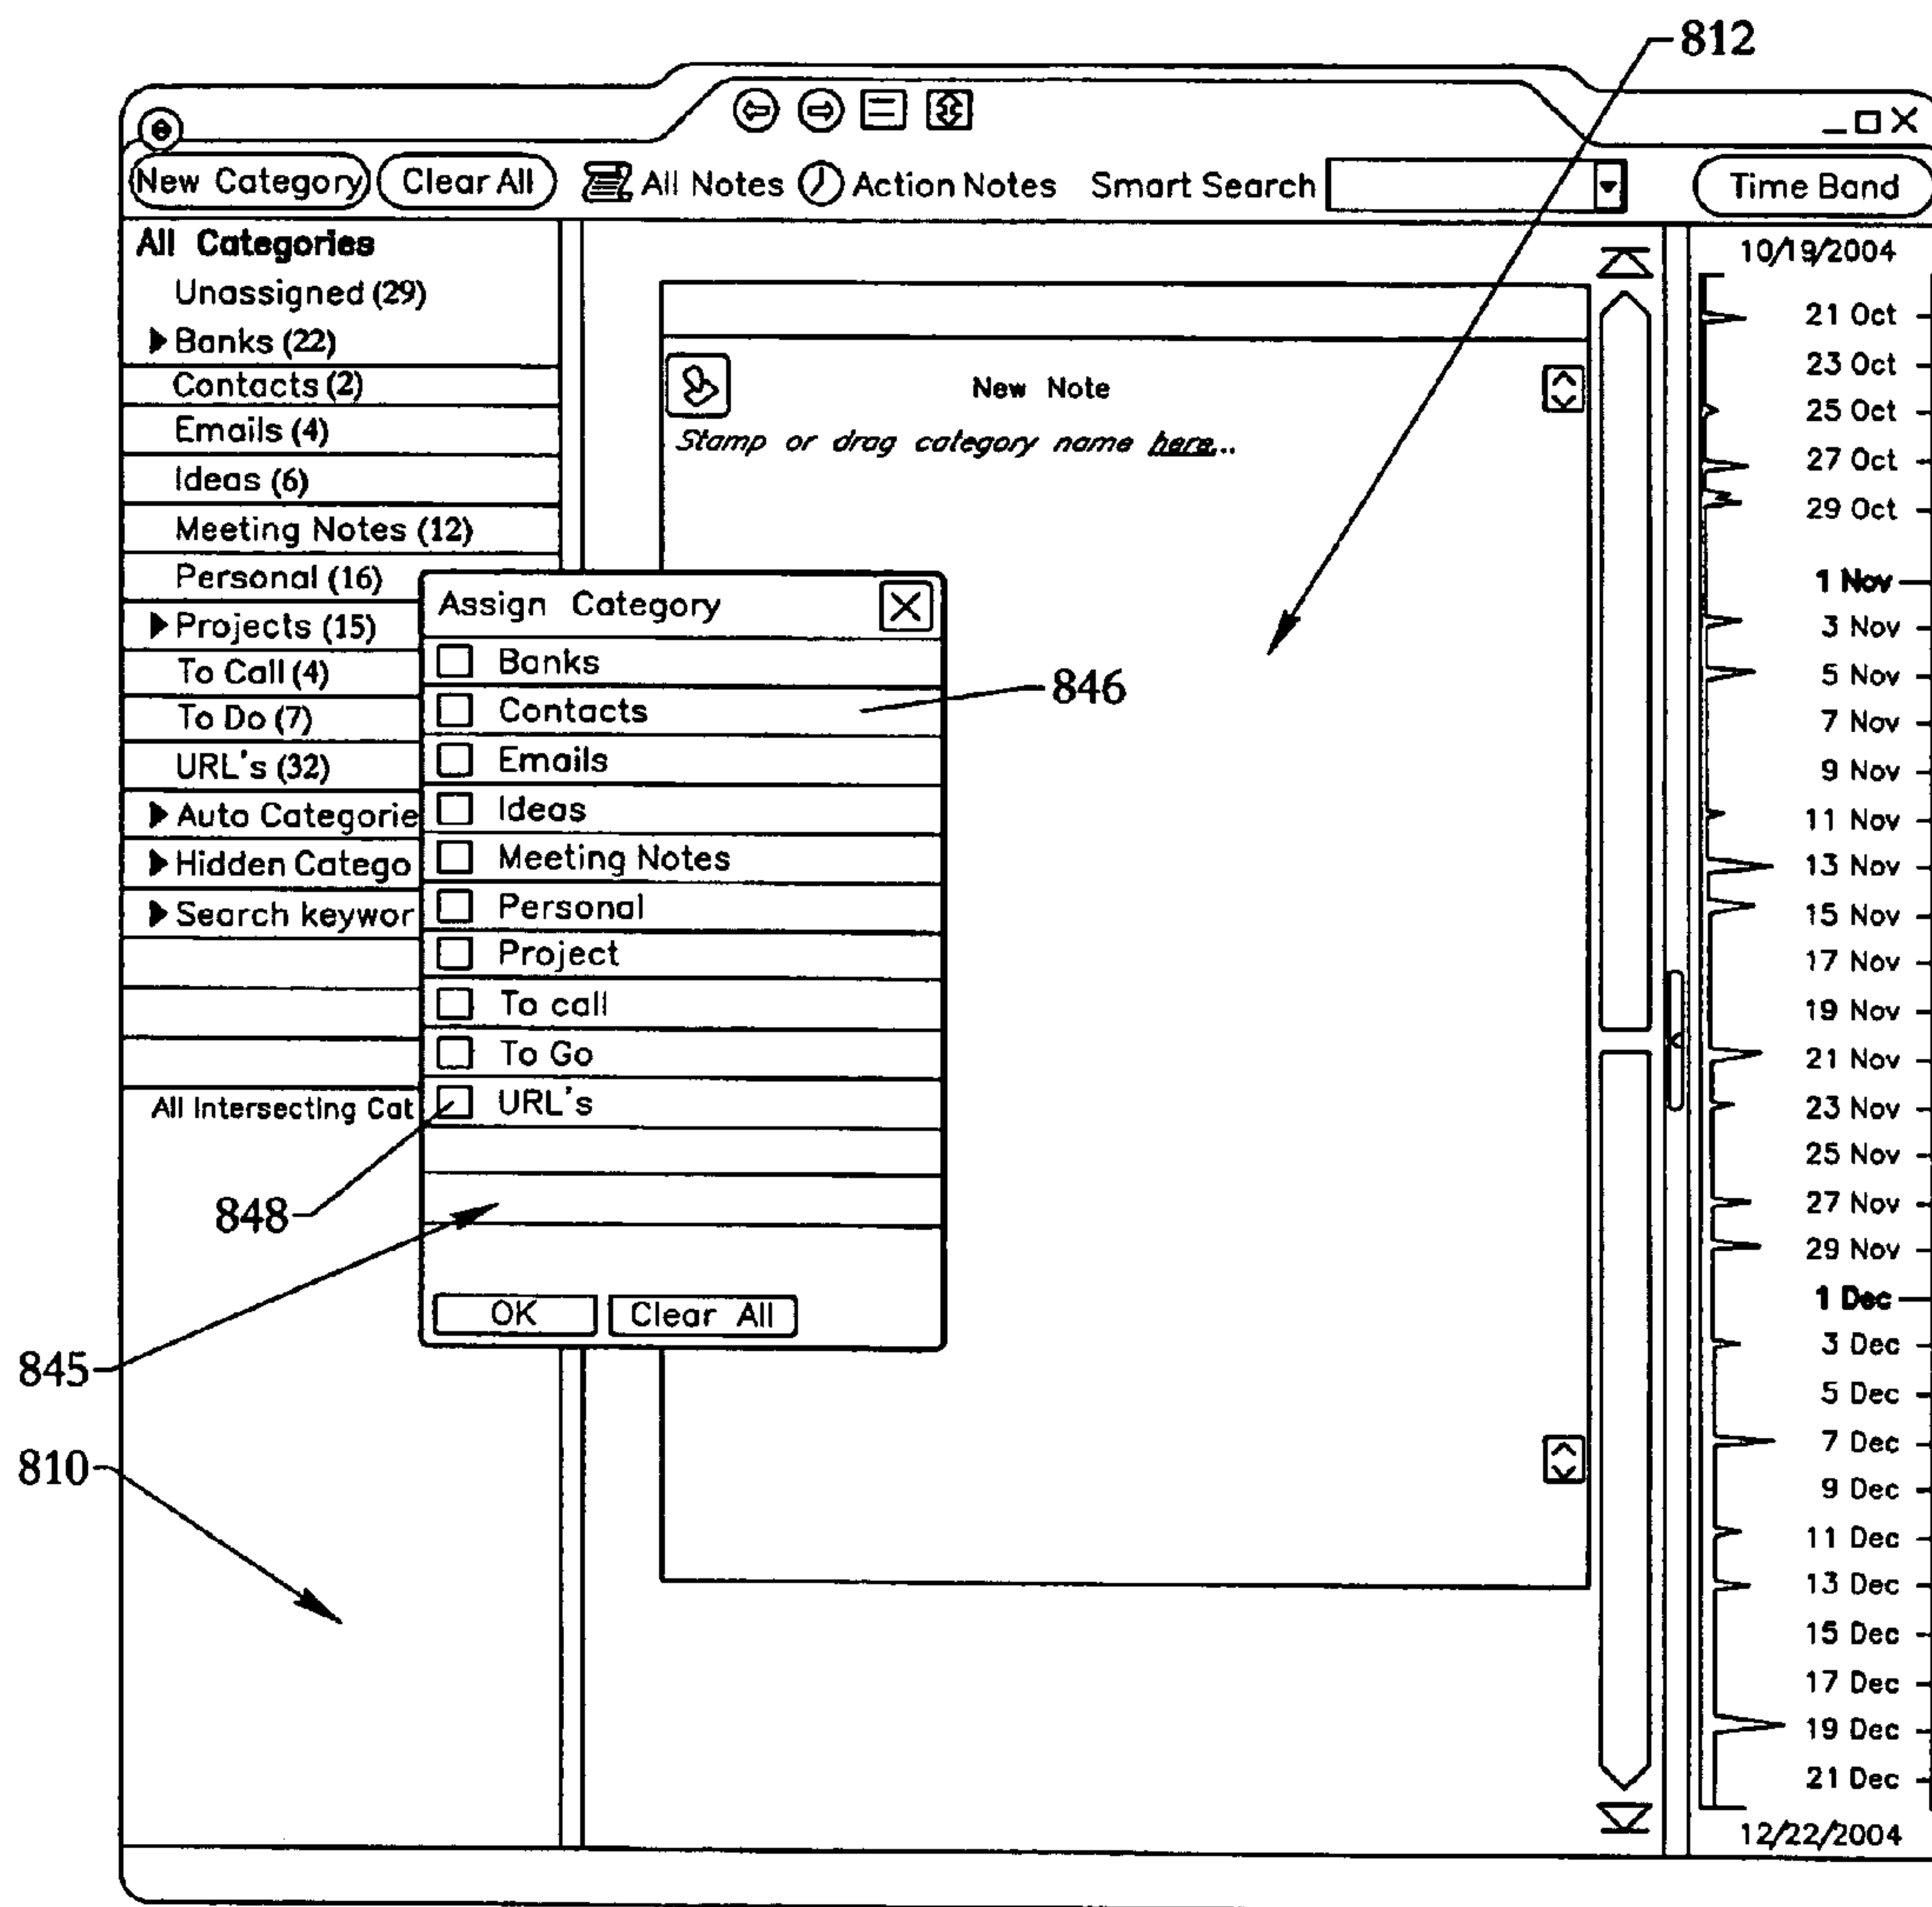 812
New Category Clear All All Notes Action Notes Smart Search Time Band
All Categories
Unassigned (29)
Banks (22)
Contacts (2)
Emails (4)
Ideas (6)
Meeting Notes (12)
Personal (16)
Projects (15)
To Call (4)
To Do (7)
URL's (32)
Auto Categorie
Hidden Catego
Search keywor
All Intersecting Cat
New Note
Stamp or drag category name here...
Assign Category
Banks
Contacts
Emails
Ideas
Meeting Notes
Personal
Project
To call
To Go
URL's
OK Clear All
846
848
845
810
10/19/2004
21 Oct
23 Oct
25 Oct
27 Oct
29 Oct
1 Nov
3 Nov
5 Nov
7 Nov
9 Nov
11 Nov
13 Nov
15 Nov
17 Nov
19 Nov
21 Nov
23 Nov
25 Nov
27 Nov
29 Nov
1 Dec
3 Dec
5 Dec
7 Dec
9 Dec
11 Dec
13 Dec
15 Dec
17 Dec
19 Dec
21 Dec
12/22/2004